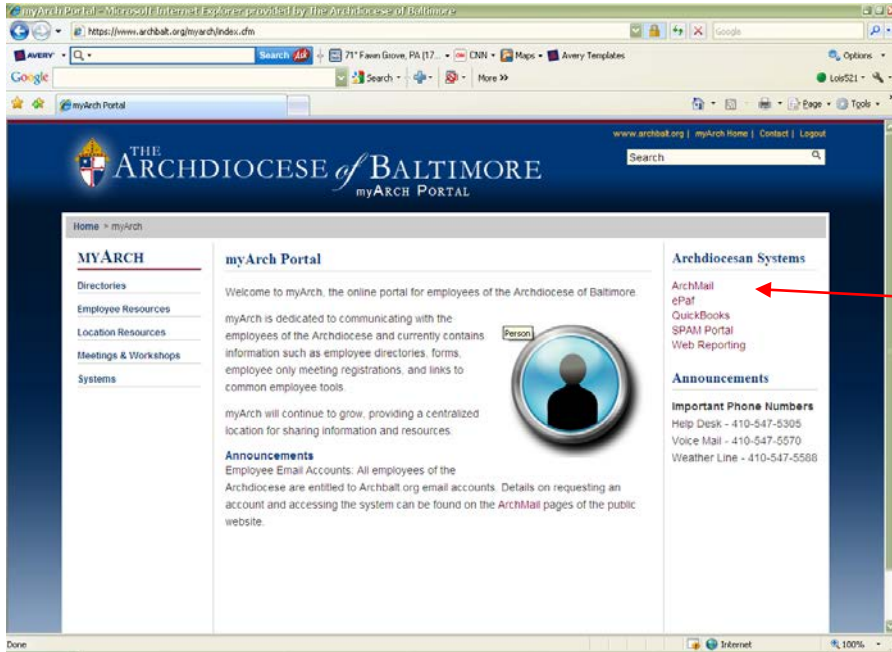 myArch Portal - Microsoft Internet Explorer provided by The Archdiocese of Baltimore
https://www.archbalt.org/myarch/index.cfm
Google
AVERY
Q
Search
71° Fawn Grove, PA (17...
CNN
Maps
Avery Templates
Options
Google
Search
More »
Lois521
myArch Portal
Page
Tools
www.archbalt.org | myArch Home | Contact | Logout
Search
THE
ARCHDIOCESE of BALTIMORE
myARCH PORTAL
Home > myArch
MYARCH
Directories
Employee Resources
Location Resources
Meetings & Workshops
Systems
myArch Portal
Welcome to myArch, the online portal for employees of the Archdiocese of Baltimore.
myArch is dedicated to communicating with the
employees of the Archdiocese and currently contains
information such as employee directories, forms,
employee only meeting registrations, and links to
common employee tools.
Person
myArch will continue to grow, providing a centralized
location for sharing information and resources.
Announcements
Employee Email Accounts: All employees of the
Archdiocese are entitled to Archbalt.org email accounts. Details on requesting an
account and accessing the system can be found on the ArchMail pages of the public
website.
Archdiocesan Systems
ArchMail
ePaf
QuickBooks
SPAM Portal
Web Reporting
Announcements
Important Phone Numbers
Help Desk - 410-547-5305
Voice Mail - 410-547-5570
Weather Line - 410-547-5588
Done
Internet
100%